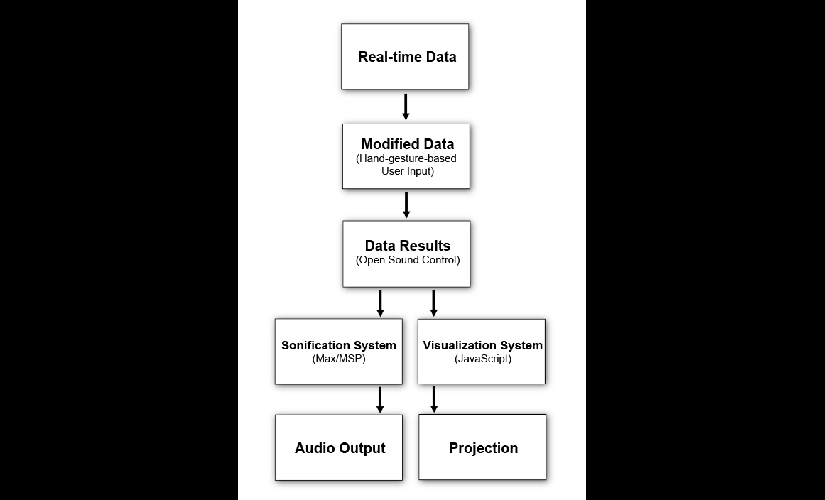 Real-time Data
Modified Data
(Hand-gesture-based
User Input)
Data Results
(Open Sound Control)
Sonification System
(Max/MSP)
Visualization System
(JavaScript)
Audio Output
Projection